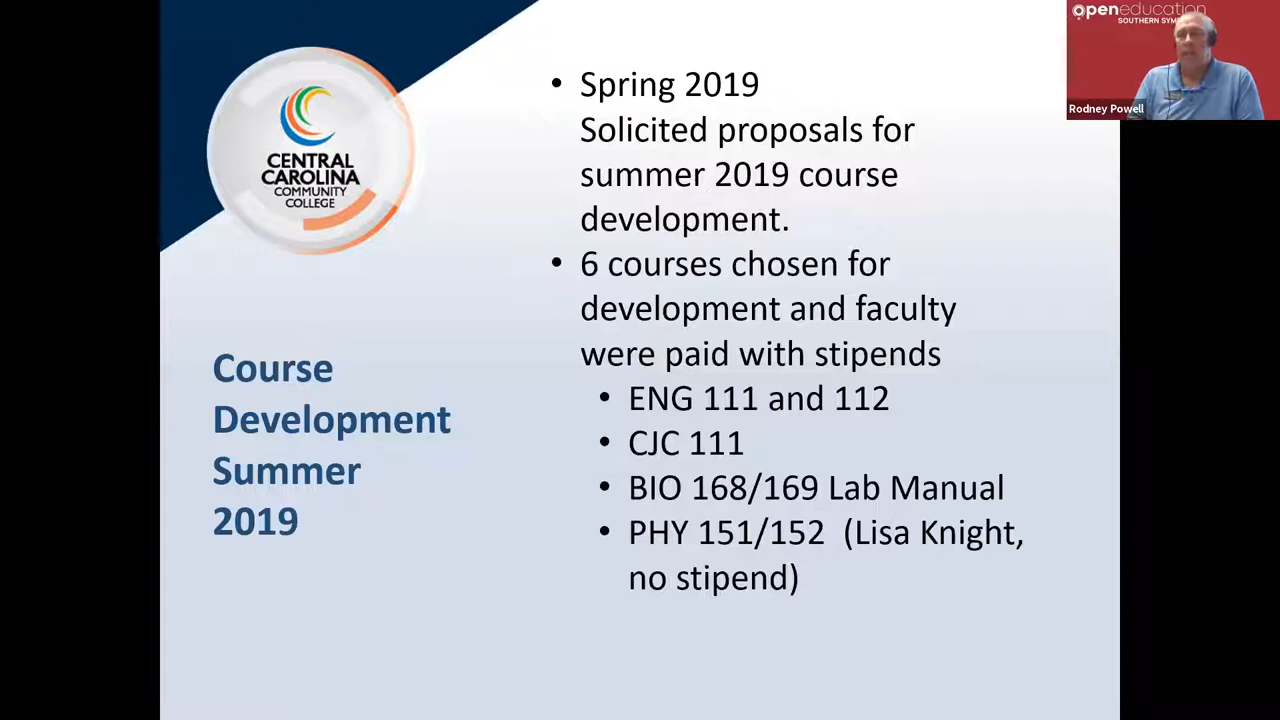 CENTRAL
CAROLINA
COMMUNITY
COLLEGE
Course
Development
Summer
2019
• Spring 2019
Solicited proposals for
summer 2019 course
development.
• 6 courses chosen for
development and faculty
were paid with stipends
• ENG 111 and 112
• CJC 111
• BIO 168/169 Lab Manual
• PHY 151/152 (Lisa Knight,
no stipend)
openeducation
SOUTHERN
Rodney Powell